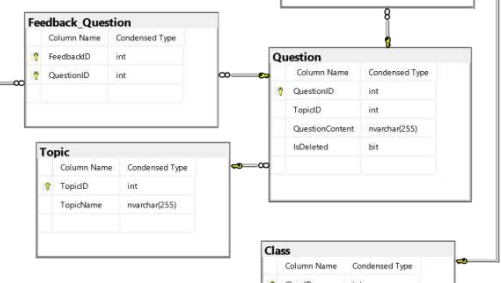 Feedback_Question
Column Name Condensed Type
FeedbackID int
QuestionID int
Question
Column Name Condensed Type
QuestionID int
TopicID int
QuestionContent nvarchar(255)
IsDeleted bit
Topic
Column Name Condensed Type
TopicID int
TopicName nvarchar(255)
Class
Column Name Condensed Type